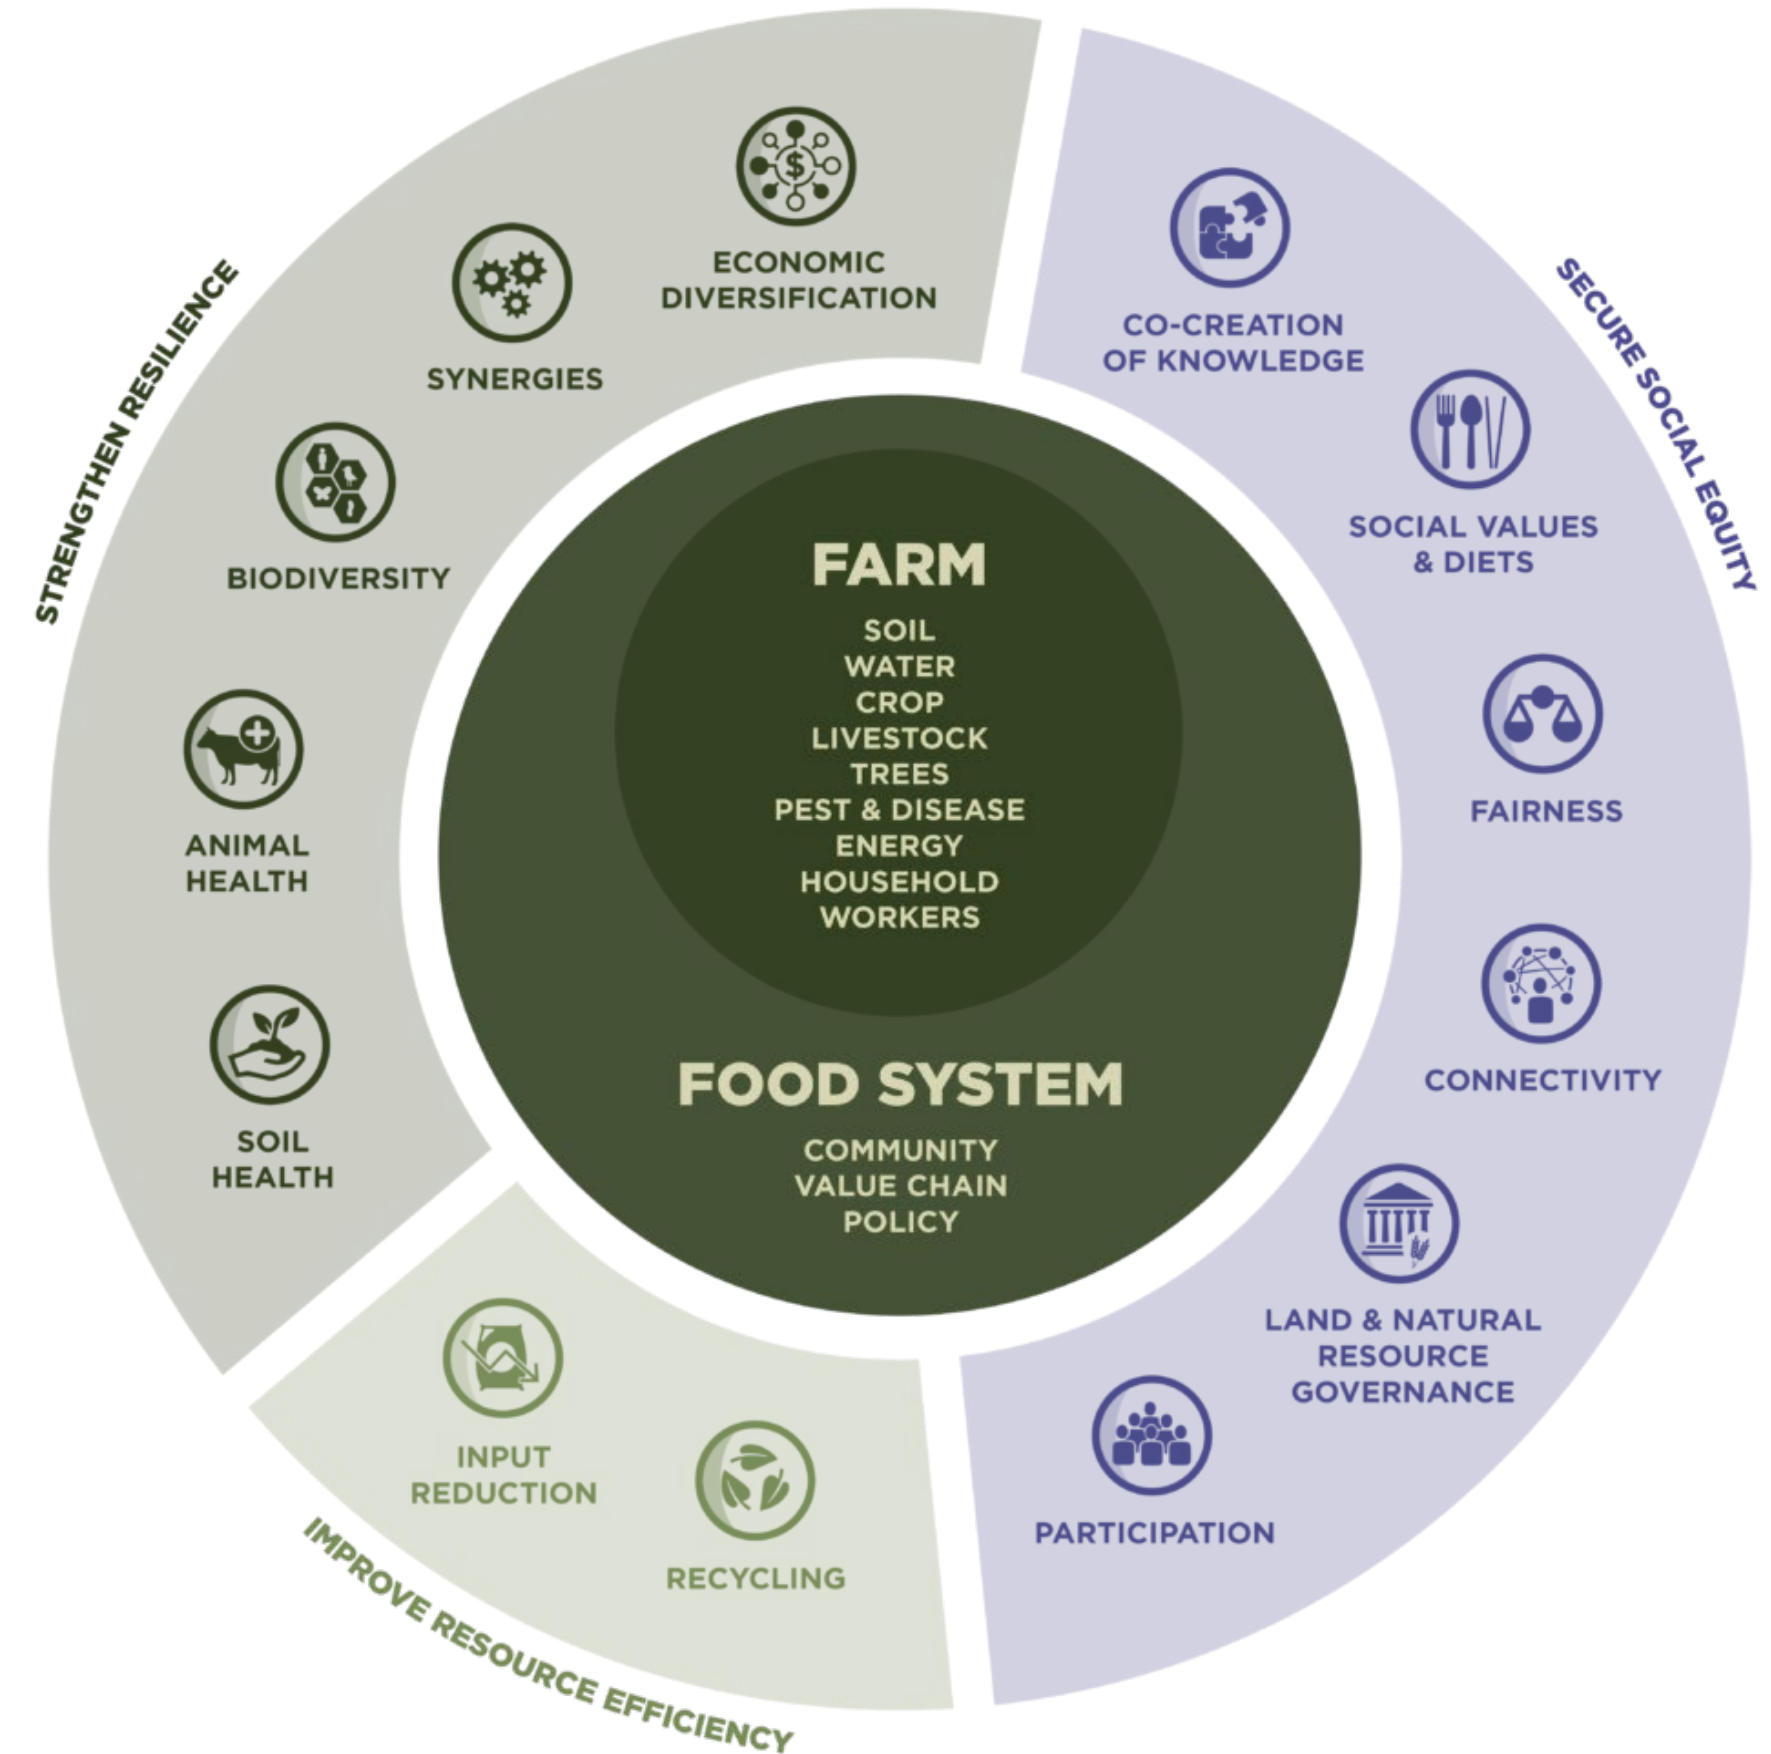 STRENGTHEN RESILIENCE
ECONOMIC
DIVERSIFICATION
SYNERGIES
BIODIVERSITY
ANIMAL
HEALTH
SOIL
HEALTH
SECURE SOCIAL EQUITY
CO-CREATION
OF KNOWLEDGE
SOCIAL VALUES
& DIETS
FAIRNESS
CONNECTIVITY
LAND & NATURAL
RESOURCE
GOVERNANCE
PARTICIPATION
IMPROVE RESOURCE EFFICIENCY
INPUT
REDUCTION
RECYCLING
FARM
SOIL
WATER
CROP
LIVESTOCK
TREES
PEST & DISEASE
ENERGY
HOUSEHOLD
WORKERS
FOOD SYSTEM
COMMUNITY
VALUE CHAIN
POLICY
$